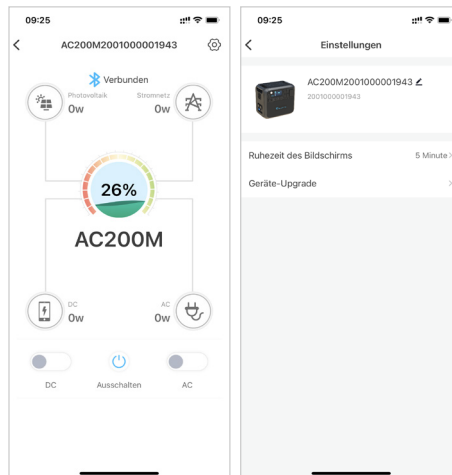 09:25
AC200M2001000001943
Verbunden
Photovoltaik
0w
Stromnetz
0w
26%
AC200M
DC
0w
AC
0w
DC
Ausschalten
AC
09:25
Einstellungen
AC200M2001000001943
2001000001943
Ruhezeit des Bildschirms
5 Minute
Geräte-Upgrade